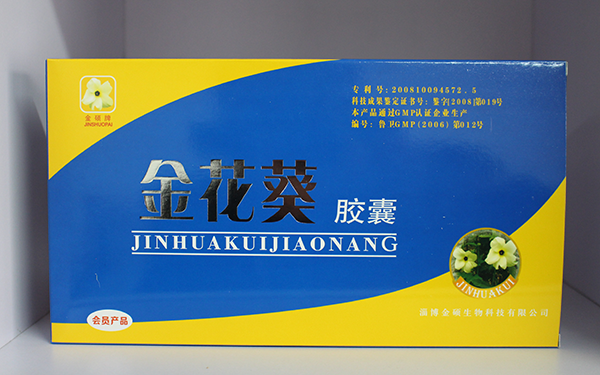 金硕牌
JINSHUOPAI
专利号:200810094572.5
科技成果鉴定证书号:鉴字[2008]第019号
本产品通过GMP认证企业生产
编号:鲁卫GMP(2006)第012号
金花葵 胶囊
JINHUAKUIJIAONANG
JINHUAKUI
会员产品
淄博金硕生物科技有限公司